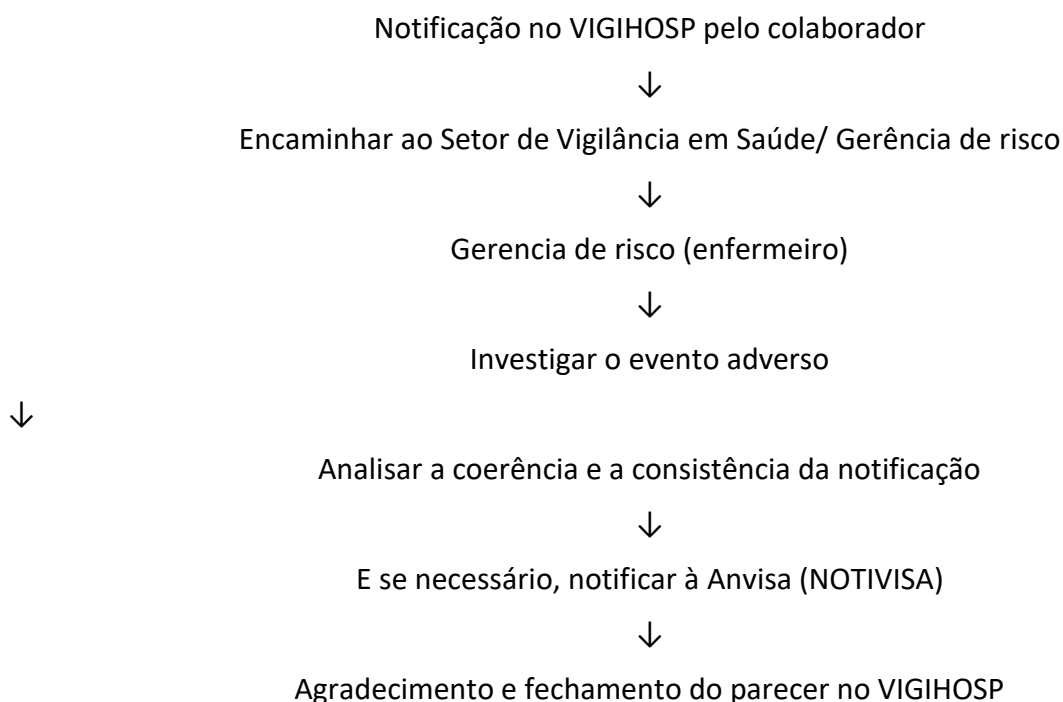 Notificação no VIGIHOSP pelo colaborador
↓
Encaminhar ao Setor de Vigilância em Saúde/ Gerência de risco
↓
Gerencia de risco (enfermeiro)
↓
Investigar o evento adverso
↓
Analisar a coerência e a consistência da notificação
↓
E se necessário, notificar à Anvisa (NOTIVISA)
↓
Agradecimento e fechamento do parecer no VIGIHOSP